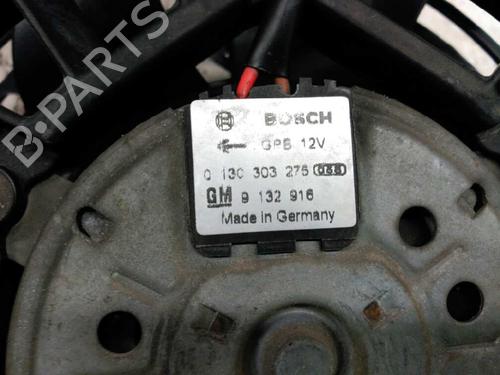 B-PARTS
BOSCH
GPB 12V
0 130 303 275
GM 9 132 916
Made in Germany